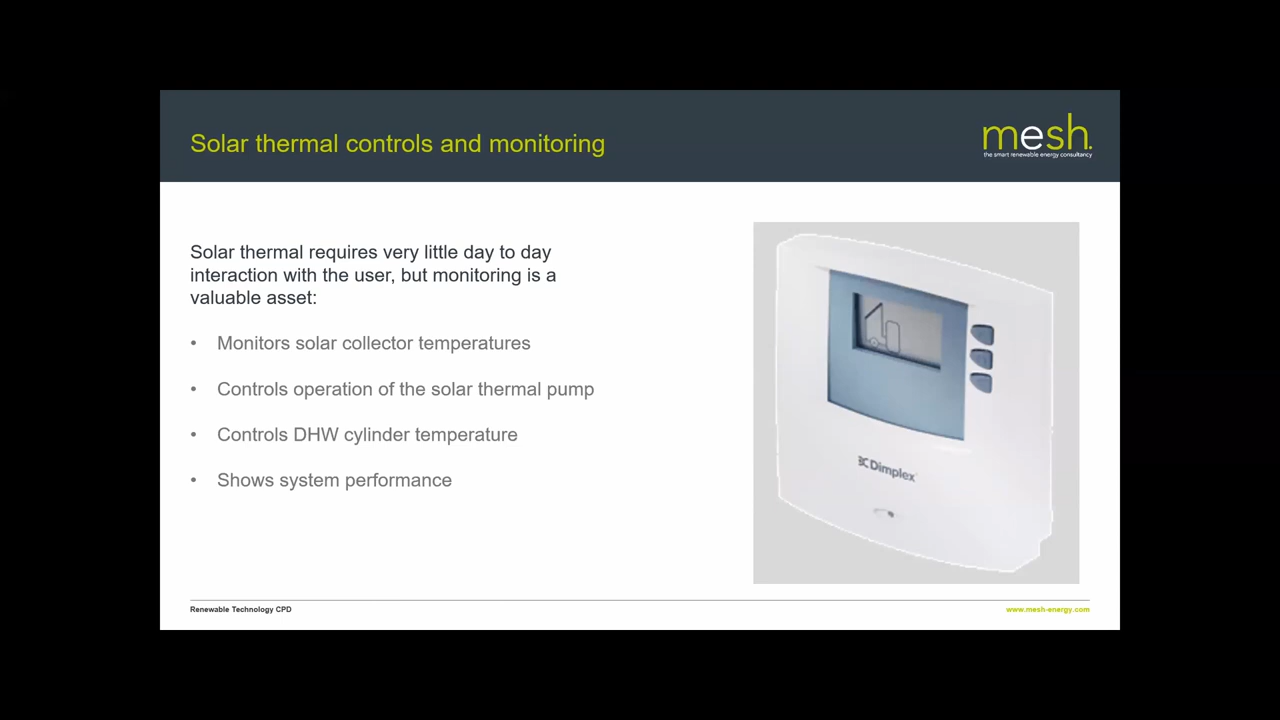 Solar thermal controls and monitoring
mesh.
the smart renewable energy consultancy
Solar thermal requires very little day to day
interaction with the user, but monitoring is a
valuable asset:
• Monitors solar collector temperatures
• Controls operation of the solar thermal pump
• Controls DHW cylinder temperature
• Shows system performance
Dimplex
Renewable Technology CPD
www.mesh-energy.com